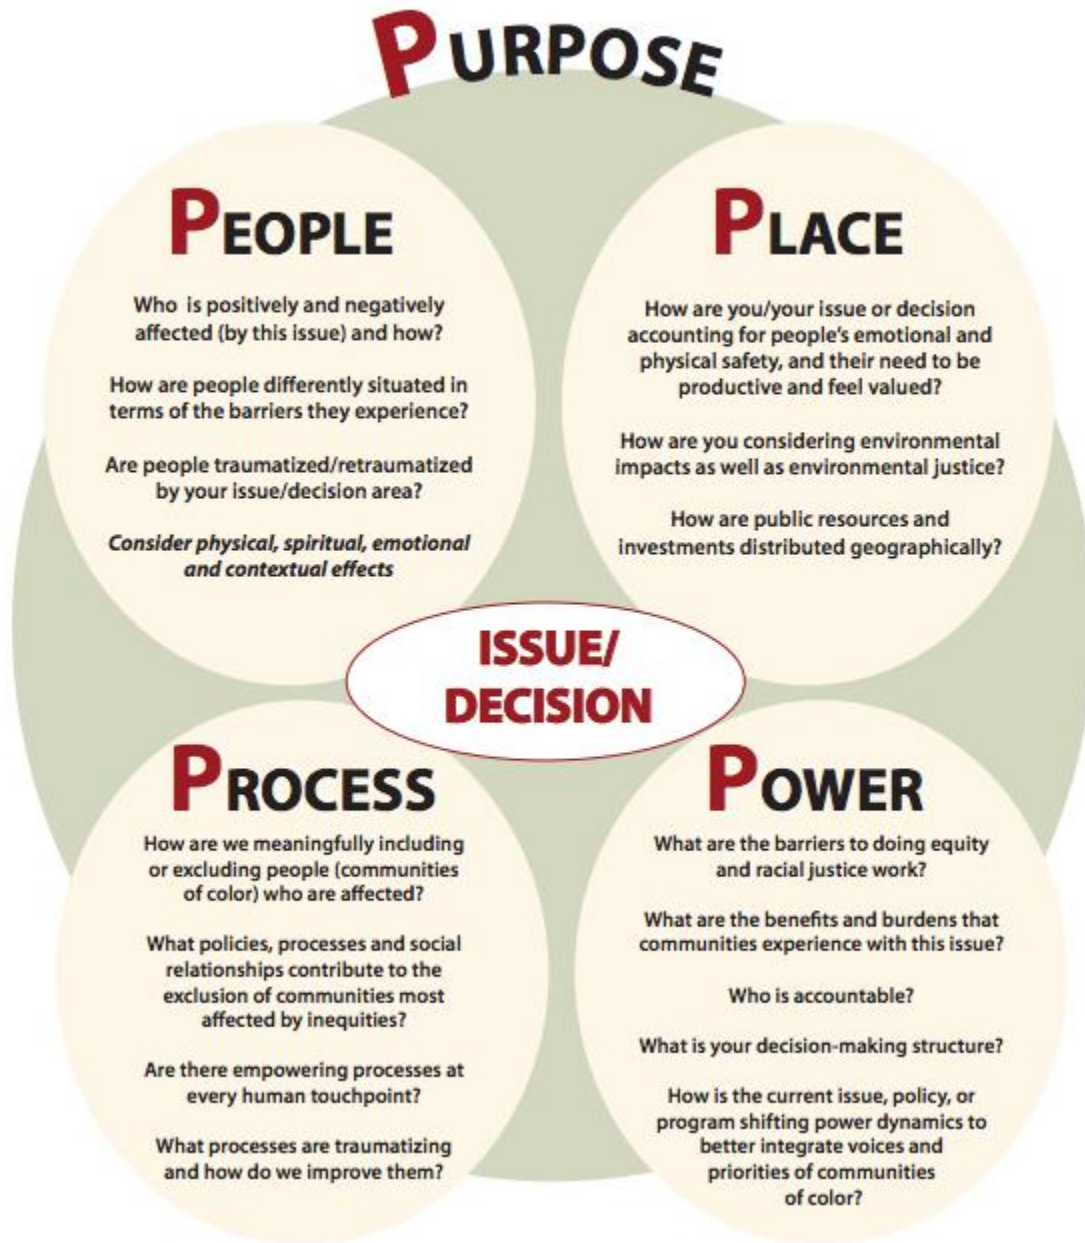 PURPOSE
PEOPLE
Who is positively and negatively
affected (by this issue) and how?
How are people differently situated in
terms of the barriers they experience?
Are people traumatized/retraumatized
by your issue/decision area?
Consider physical, spiritual, emotional
and contextual effects
PLACE
How are you/your issue or decision
accounting for people's emotional and
physical safety, and their need to be
productive and feel valued?
How are you considering environmental
impacts as well as environmental justice?
How are public resources and
investments distributed geographically?
ISSUE/
DECISION
PROCESS
How are we meaningfully including
or excluding people (communities
of color) who are affected?
What policies, processes and social
relationships contribute to the
exclusion of communities most
affected by inequities?
Are there empowering processes at
every human touchpoint?
What processes are traumatizing
and how do we improve them?
POWER
What are the barriers to doing equity
and racial justice work?
What are the benefits and burdens that
communities experience with this issue?
Who is accountable?
What is your decision-making structure?
How is the current issue, policy, or
program shifting power dynamics to
better integrate voices and
priorities of communities
of color?